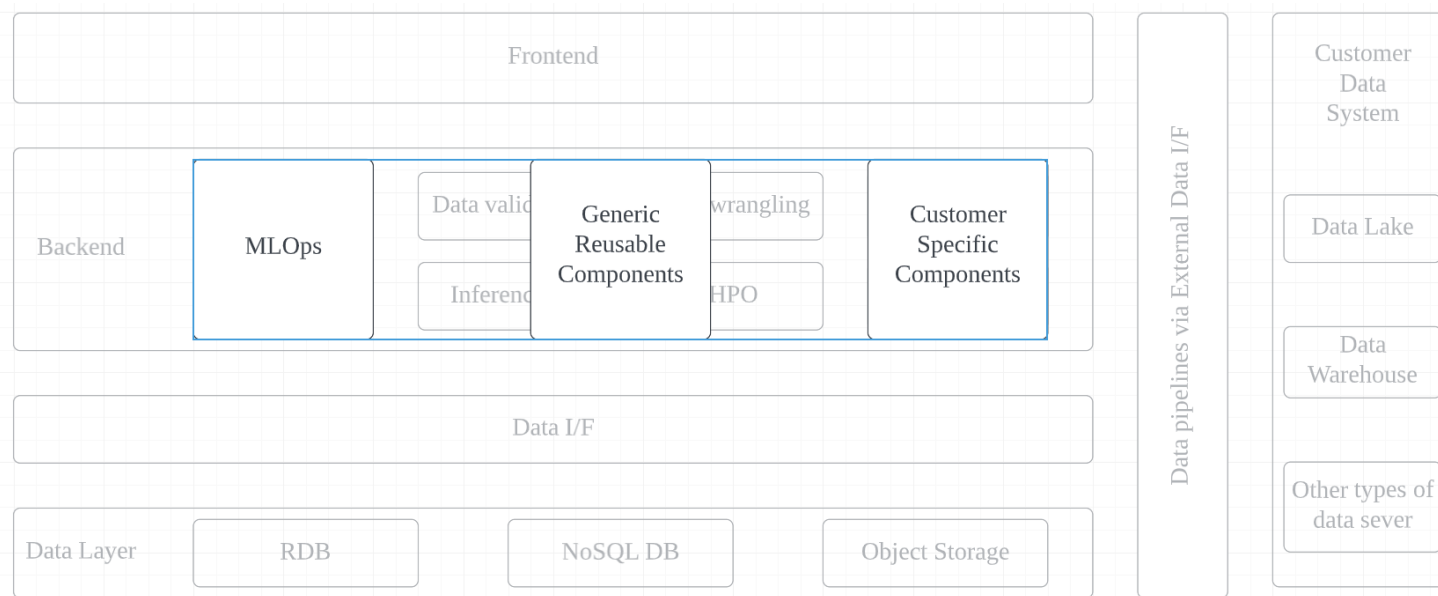 Frontend
Customer
Data
System
Backend
MLOps
Data valid
Generic
Reusable
Components
wrangling
Inferenc
HPO
Customer
Specific
Components
Data pipelines via External Data I/F
Data Lake
Data
Warehouse
Data I/F
Other types of
data sever
Data Layer
RDB
NoSQL DB
Object Storage